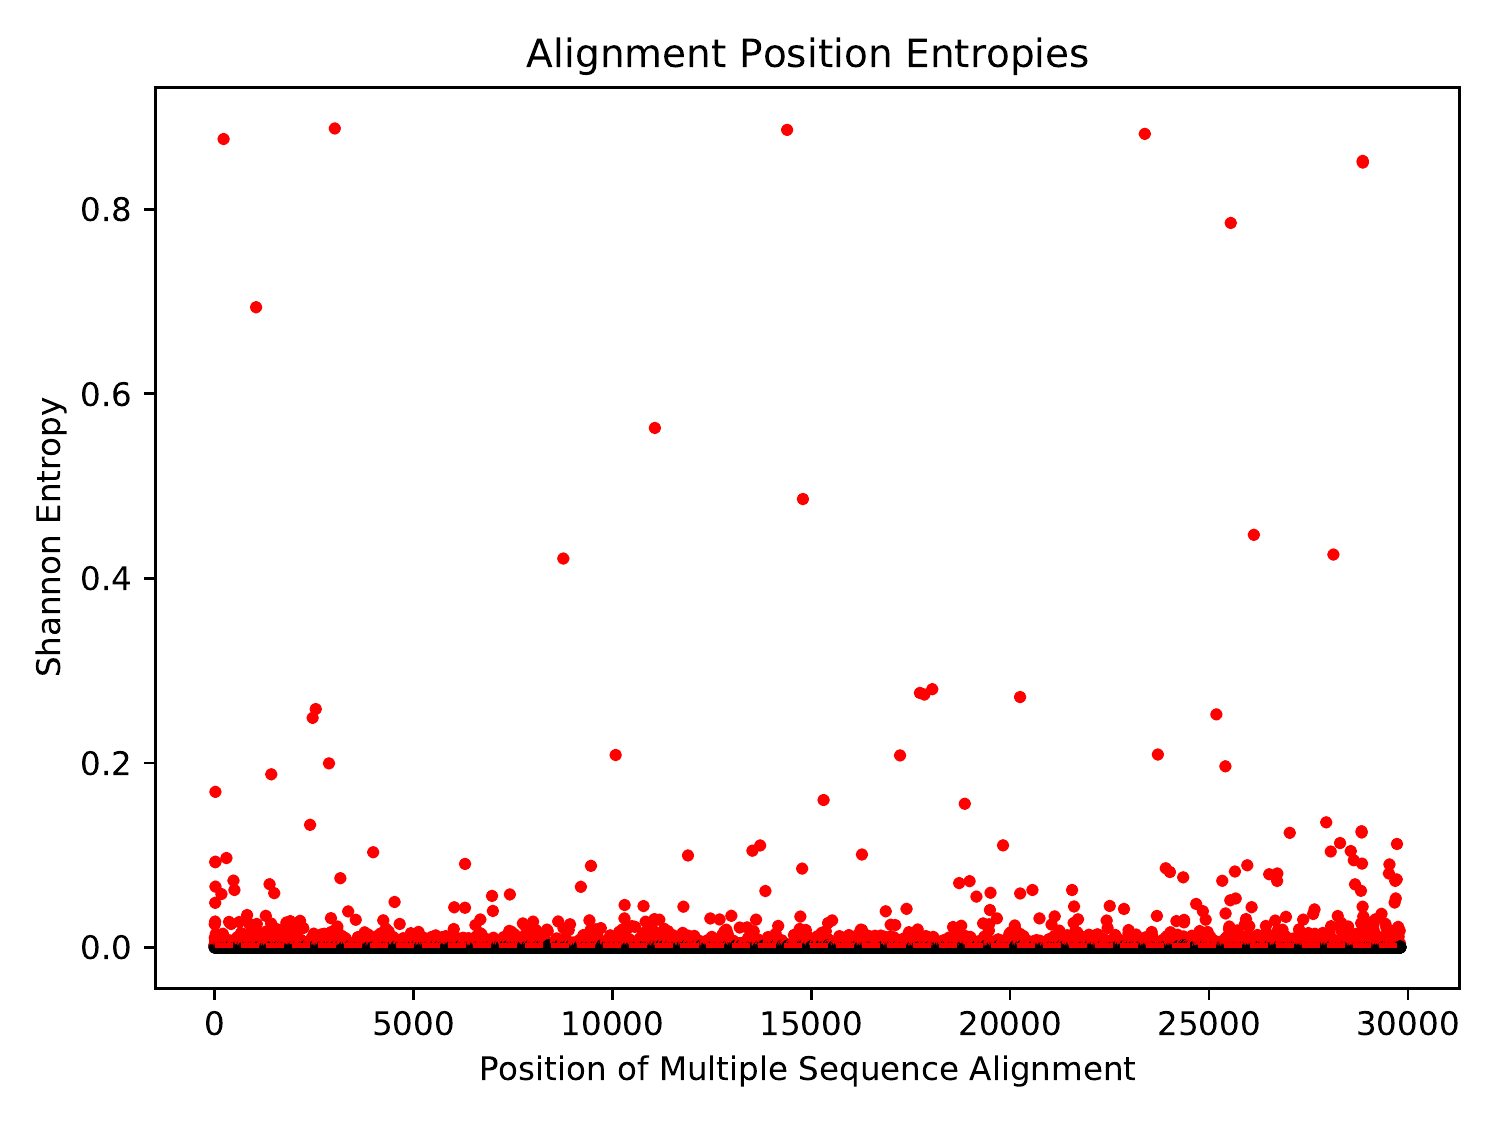 Alignment Position Entropies
Shannon Entropy
0.8
0.6
0.4
0.2
0.0
0 5000 10000 15000 20000 25000 30000
Position of Multiple Sequence Alignment